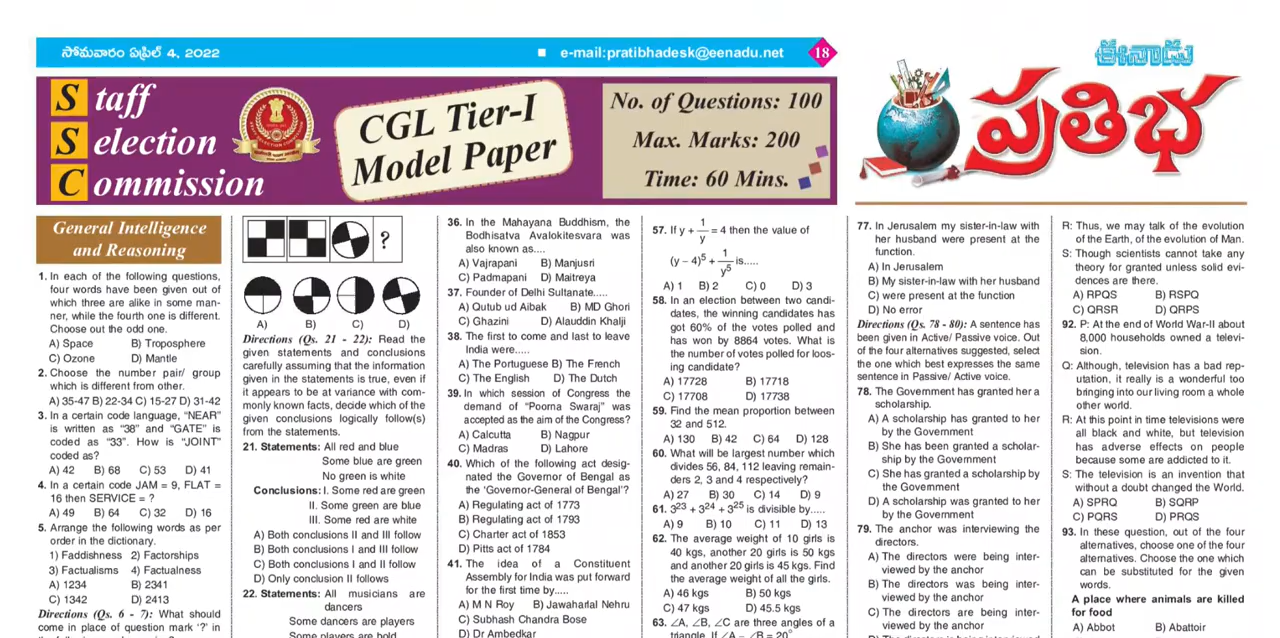 సోమవారం ఏప్రిల్ 4, 2022
e-mail:pratibhadesk@eenadu.net
18
ఈనాడు
ప్రతిభ
Staff
Selection
Commission
CGL Tier-I
Model Paper
No. of Questions: 100
Max. Marks: 200
Time: 60 Mins.
General Intelligence
and Reasoning
1. In each of the following questions,
four words have been given out of
which three are alike in some man-
ner, while the fourth one is different.
Choose out the odd one.
A) Space B) Troposphere
C) Ozone D) Mantle
2. Choose the number pair/ group
which is different from other.
A) 35-47 B) 22-34 C) 15-27 D) 31-42
3. In a certain code language, “NEAR”
is written as “38” and “GATE” is
coded as “33”. How is “JOINT”
coded as?
A) 42 B) 68 C) 53 D) 41
4. In a certain code JAM = 9, FLAT =
16 then SERVICE = ?
A) 49 B) 64 C) 32 D) 16
5. Arrange the following words as per
order in the dictionary.
1) Faddishness 2) Factorships
3) Factualisms 4) Factualness
A) 1234 B) 2341
C) 1342 D) 2413
Directions (Qs. 6 - 7): What should
come in place of question mark ‘?’ in
?
A) B) C) D)
Directions (Qs. 21 - 22): Read the
given statements and conclusions
carefully assuming that the information
given in the statements is true, even if
it appears to be at variance with com-
monly known facts, decide which of the
given conclusions logically follow(s)
from the statements.
21. Statements: All red and blue
Some blue are green
No green is white
Conclusions: I. Some red are green
II. Some green are blue
III. Some red are white
A) Both conclusions II and III follow
B) Both conclusions I and III follow
C) Both conclusions I and II follow
D) Only conclusion II follows
22. Statements: All musicians are
dancers
Some dancers are players
Some players are bold
36. In the Mahayana Buddhism, the
Bodhisatva Avalokitesvara was
also known as....
A) Vajrapani B) Manjusri
C) Padmapani D) Maitreya
37. Founder of Delhi Sultanate.....
A) Qutub ud Aibak B) MD Ghori
C) Ghazini D) Alauddin Khalji
38. The first to come and last to leave
India were.....
A) The Portuguese B) The French
C) The English D) The Dutch
39. In which session of Congress the
demand of “Poorna Swaraj” was
accepted as the aim of the Congress?
A) Calcutta B) Nagpur
C) Madras D) Lahore
40. Which of the following act desig-
nated the Governor of Bengal as
the ‘Governor-General of Bengal’?
A) Regulating act of 1773
B) Regulating act of 1793
C) Charter act of 1853
D) Pitts act of 1784
41. The idea of a Constituent
Assembly for India was put forward
for the first time by.....
A) M N Roy B) Jawaharlal Nehru
C) Subhash Chandra Bose
D) Dr Ambedkar
57. If y + 1/y = 4 then the value of
(y – 4)⁵ + 1/y⁵ is.....
A) 1 B) 2 C) 0 D) 3
58. In an election between two candi-
dates, the winning candidates has
got 60% of the votes polled and
has won by 8864 votes. What is
the number of votes polled for loos-
ing candidate?
A) 17728 B) 17718
C) 17708 D) 17738
59. Find the mean proportion between
32 and 512.
A) 130 B) 42 C) 64 D) 128
60. What will be largest number which
divides 56, 84, 112 leaving remain-
ders 2, 3 and 4 respectively?
A) 27 B) 30 C) 14 D) 9
61. 3²³ + 3²⁴ + 3²⁵ is divisible by.....
A) 9 B) 10 C) 11 D) 13
62. The average weight of 10 girls is
40 kgs, another 20 girls is 50 kgs
and another 20 girls is 45 kgs. Find
the average weight of all the girls.
A) 46 kgs B) 50 kgs
C) 47 kgs D) 45.5 kgs
63. ∠A, ∠B, ∠C are three angles of a
triangle. If ∠A – ∠B = 20°
77. In Jerusalem my sister-in-law with
her husband were present at the
function.
A) In Jerusalem
B) My sister-in-law with her husband
C) were present at the function
D) No error
Directions (Qs. 78 - 80): A sentence has
been given in Active/ Passive voice. Out
of the four alternatives suggested, select
the one which best expresses the same
sentence in Passive/ Active voice.
78. The Government has granted her a
scholarship.
A) A scholarship has granted to her
by the Government
B) She has been granted a scholar-
ship by the Government
C) She has granted a scholarship by
the Government
D) A scholarship was granted to her
by the Government
79. The anchor was interviewing the
directors.
A) The directors were being inter-
viewed by the anchor
B) The directors was being inter-
viewed by the anchor
C) The directors are being inter-
viewed by the anchor
R: Thus, we may talk of the evolution
of the Earth, of the evolution of Man.
S: Though scientists cannot take any
theory for granted unless solid evi-
dences are there.
A) RPQS B) RSPQ
C) QRSR D) QRPS
92. P: At the end of World War-II about
8,000 households owned a televi-
sion.
Q: Although, television has a bad rep-
utation, it really is a wonderful too
bringing into our living room a whole
other world.
R: At this point in time televisions were
all black and white, but television
has adverse effects on people
because some are addicted to it.
S: The television is an invention that
without a doubt changed the World.
A) SPRQ B) SQRP
C) PQRS D) PRQS
93. In these question, out of the four
alternatives, choose one of the four
alternatives. Choose the one which
can be substituted for the given
words.
A place where animals are killed
for food
A) Abbot B) Abattoir